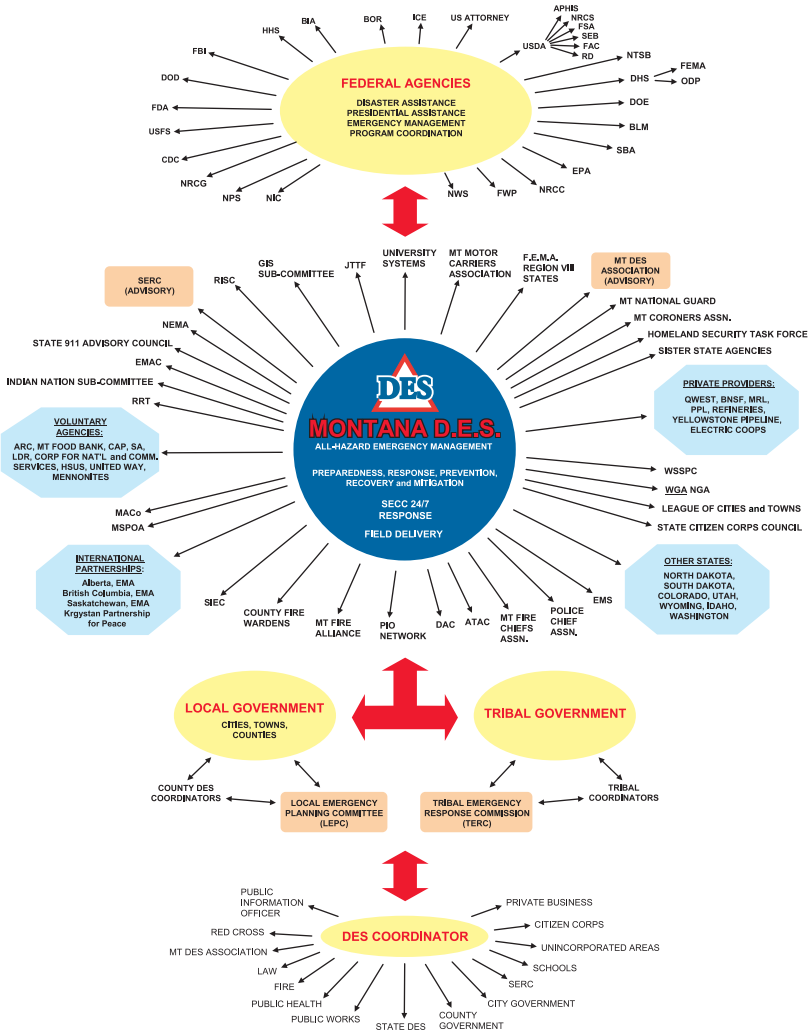 APHIS
NRCS
FSA
SEB
FAC
RD
USDA
US ATTORNEY
ICE
BOR
BIA
HHS
FBI
DOD
FDA
USFS
CDC
NRCG
NPS
NIC
NWS
FWP
NRCC
EPA
SBA
BLM
DOE
DHS
FEMA
ODP
NTSB
FEDERAL AGENCIES
DISASTER ASSISTANCE
PRESIDENTIAL ASSISTANCE
EMERGENCY MANAGEMENT
PROGRAM COORDINATION
SERC
(ADVISORY)
RISC
GIS
SUB-COMMITTEE
JTTF
UNIVERSITY
SYSTEMS
MT MOTOR
CARRIERS
ASSOCIATION
F.E.M.A.
REGION VIII
STATES
MT DES
ASSOCIATION
(ADVISORY)
NEMA
STATE 911 ADVISORY COUNCIL
EMAC
INDIAN NATION SUB-COMMITTEE
RRT
MT NATIONAL GUARD
MT CORONERS ASSN.
HOMELAND SECURITY TASK FORCE
SISTER STATE AGENCIES
VOLUNTARY
AGENCIES:
ARC, MT FOOD BANK, CAP, SA,
LDR, CORP FOR NAT'L and COMM.
SERVICES, HSUS, UNITED WAY,
MENNONITES
DES
MONTANA D.E.S.
ALL-HAZARD EMERGENCY MANAGEMENT
PREPAREDNESS, RESPONSE, PREVENTION,
RECOVERY and MITIGATION
SECC 24/7
RESPONSE
FIELD DELIVERY
PRIVATE PROVIDERS:
QWEST, BNSF, MRL,
PPL, REFINERIES,
YELLOWSTONE PIPELINE,
ELECTRIC COOPS
WSSPC
WGA NGA
LEAGUE OF CITIES and TOWNS
STATE CITIZEN CORPS COUNCIL
MACo
MSPOA
INTERNATIONAL
PARTNERSHIPS:
Alberta, EMA
British Columbia, EMA
Saskatchewan, EMA
Krgystan Partnership
for Peace
OTHER STATES:
NORTH DAKOTA,
SOUTH DAKOTA,
COLORADO, UTAH,
WYOMING, IDAHO,
WASHINGTON
SIEC
COUNTY FIRE
WARDENS
MT FIRE
ALLIANCE
PIO
NETWORK
DAC
ATAC
MT FIRE
CHIEFS
ASSN.
POLICE
CHIEF
ASSN.
EMS
LOCAL GOVERNMENT
CITIES, TOWNS,
COUNTIES
TRIBAL GOVERNMENT
COUNTY DES
COORDINATORS
LOCAL EMERGENCY
PLANNING COMMITTEE
(LEPC)
TRIBAL EMERGENCY
RESPONSE COMMISSION
(TERC)
TRIBAL
COORDINATORS
PUBLIC
INFORMATION
OFFICER
RED CROSS
MT DES ASSOCIATION
LAW
FIRE
PUBLIC HEALTH
PUBLIC WORKS
STATE DES
COUNTY
GOVERNMENT
CITY GOVERNMENT
SERC
SCHOOLS
UNINCORPORATED AREAS
CITIZEN CORPS
PRIVATE BUSINESS
DES COORDINATOR